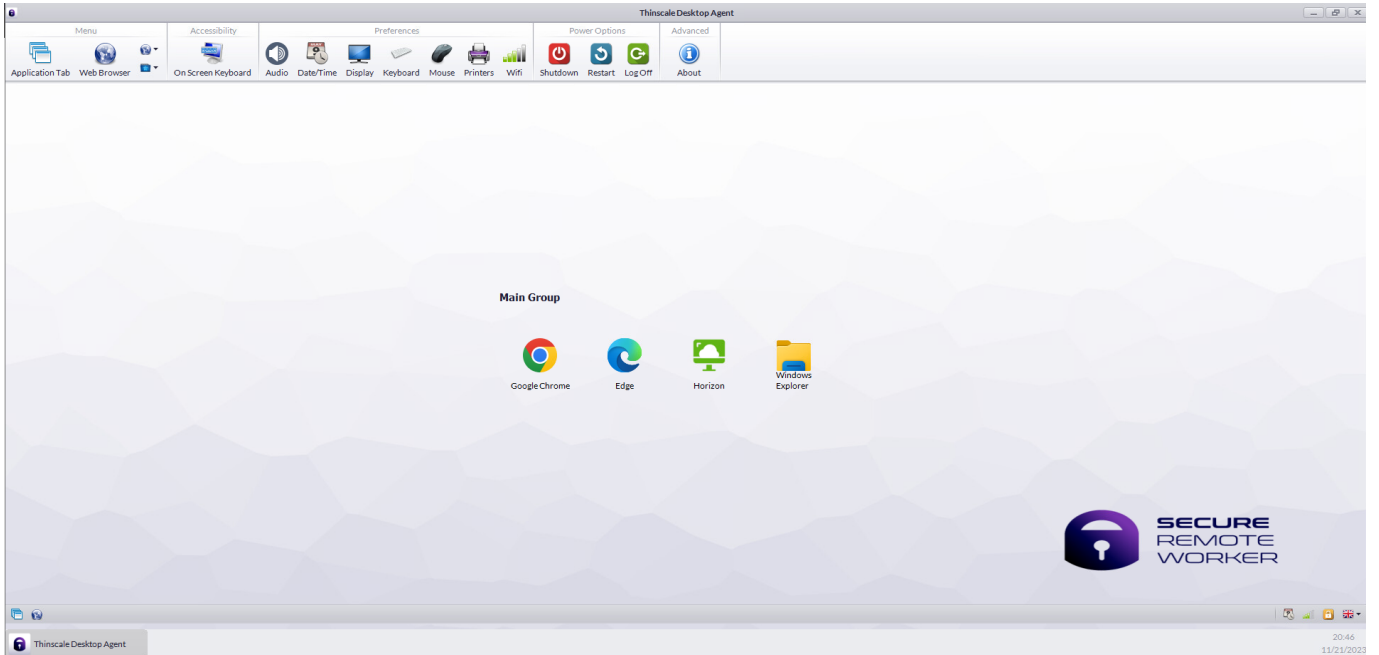 Thinscale Desktop Agent
Menu Accessibility Preferences Power Options Advanced
Application Tab Web Browser On Screen Keyboard Audio Date/Time Display Keyboard Mouse Printers Wifi Shutdown Restart Log Off About
Main Group
Google Chrome Edge Horizon Windows
Explorer
SECURE
REMOTE
WORKER
Thinscale Desktop Agent
20:46
11/21/2023